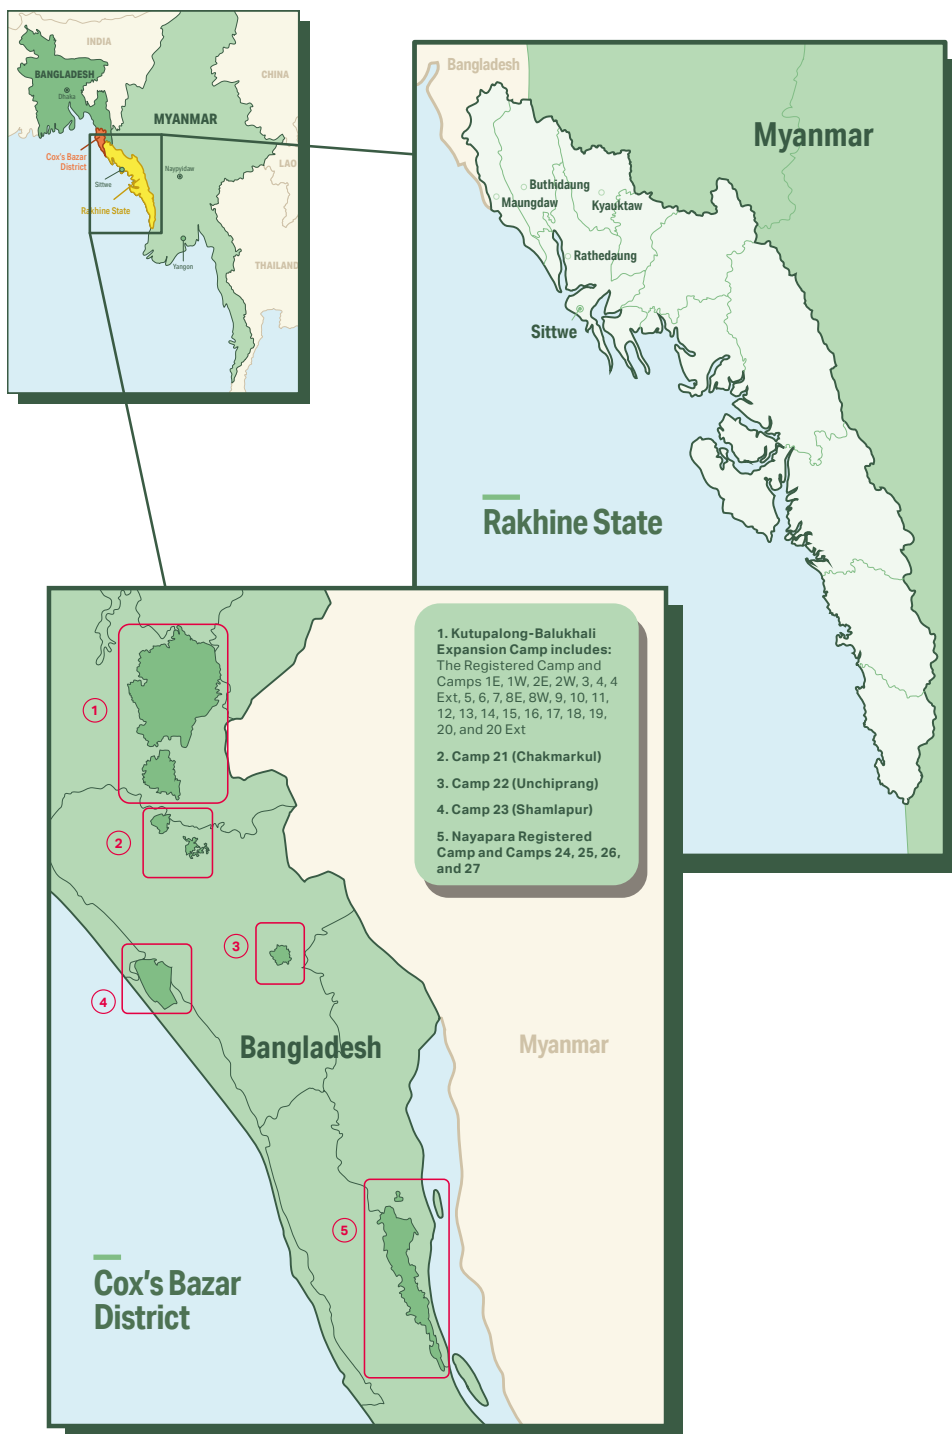 INDIA
BANGLADESH
Dhaka
CHINA
MYANMAR
Cox's Bazar
District
LAO
Sittwe
Naypyidaw
Rakhine State
Yangon
THAILAND
Bangladesh
Myanmar
Buthidaung
Maungdaw
Kyauktaw
Rathedaung
Sittwe
Rakhine State
1. Kutupalong-Balukhali
Expansion Camp includes:
The Registered Camp and
Camps 1E, 1W, 2E, 2W, 3, 4, 4
Ext, 5, 6, 7, 8E, 8W, 9, 10, 11,
12, 13, 14, 15, 16, 17, 18, 19,
20, and 20 Ext
2. Camp 21 (Chakmarkul)
3. Camp 22 (Unchiprang)
4. Camp 23 (Shamlapur)
5. Nayapara Registered
Camp and Camps 24, 25, 26,
and 27
1
2
3
4
Bangladesh
Myanmar
5
Cox's Bazar
District